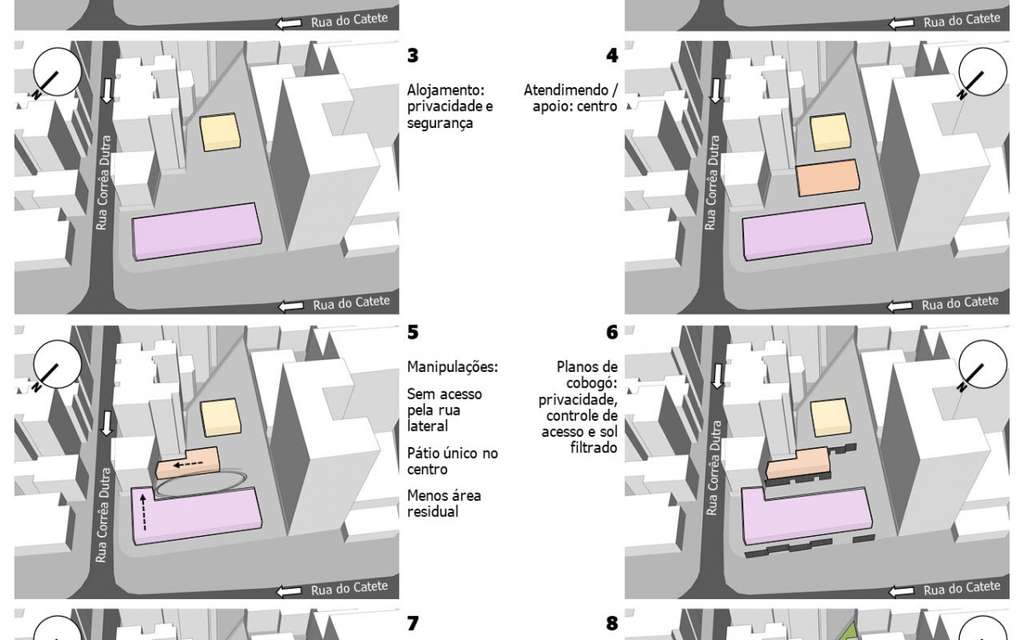 Rua do Catete
Rua do Catete
3
Alojamento:
privacidade e
segurança
N
Rua Corrêa Dutra
Rua do Catete
4
Atendimendo /
apoio: centro
N
Rua Corrêa Dutra
Rua do Catete
5
Manipulações:
Sem acesso
pela rua
lateral
Pátio único no
centro
Menos área
residual
N
Rua Corrêa Dutra
Rua do Catete
6
Planos de
cobogó:
privacidade,
controle de
acesso e sol
filtrado
N
Rua Corrêa Dutra
Rua do Catete
7
8